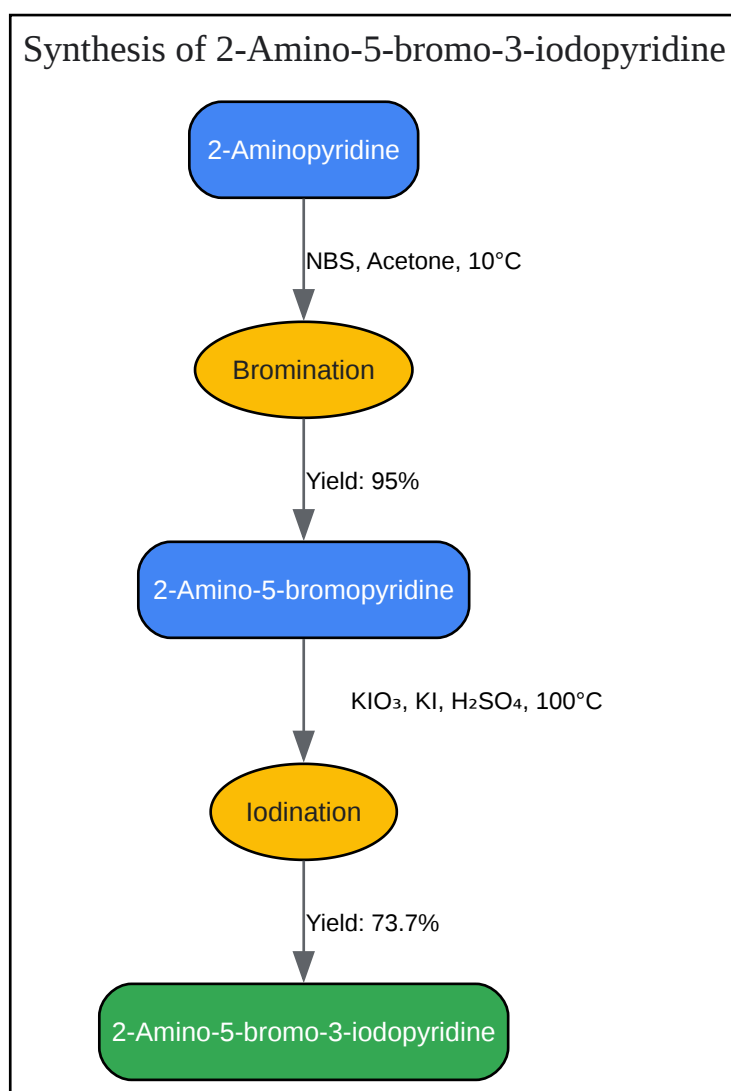 Synthesis of 2-Amino-5-bromo-3-iodopyridine
2-Aminopyridine
NBS, Acetone, 10°C
Bromination
Yield: 95%
2-Amino-5-bromopyridine
KIO₃, KI, H₂SO₄, 100°C
Iodination
Yield: 73.7%
2-Amino-5-bromo-3-iodopyridine